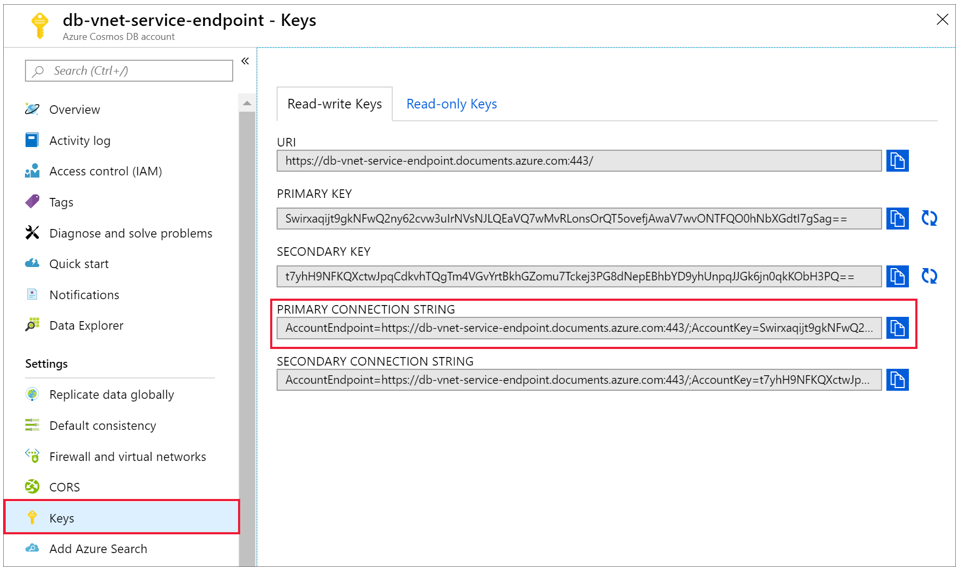 db-vnet-service-endpoint - Keys
Azure Cosmos DB account
Search (Ctrl+/)
Overview
Activity log
Access control (IAM)
Tags
Diagnose and solve problems
Quick start
Notifications
Data Explorer
Settings
Replicate data globally
Default consistency
Firewall and virtual networks
CORS
Keys
Add Azure Search
Read-write Keys Read-only Keys
URI
https://db-vnet-service-endpoint.documents.azure.com:443/
PRIMARY KEY
Swirxaqijt9gkNFwQ2ny62cvw3uIrNVsNJLQEaVQ7wMvRLonsOrQT5ovefjAwaV7wvONTFQO0hNbXGdtI7gSag==
SECONDARY KEY
t7yhH9NFKQXctwJpqCdkvhTQgTm4VGvYrtBkhGZomu7Tckej3PG8dNepEBhbYD9yhUnpqJJGk6jn0qkKObH3PQ==
PRIMARY CONNECTION STRING
AccountEndpoint=https://db-vnet-service-endpoint.documents.azure.com:443/;AccountKey=Swirxaqijt9gkNFwQ2...
SECONDARY CONNECTION STRING
AccountEndpoint=https://db-vnet-service-endpoint.documents.azure.com:443/;AccountKey=t7yhH9NFKQXctwJp...